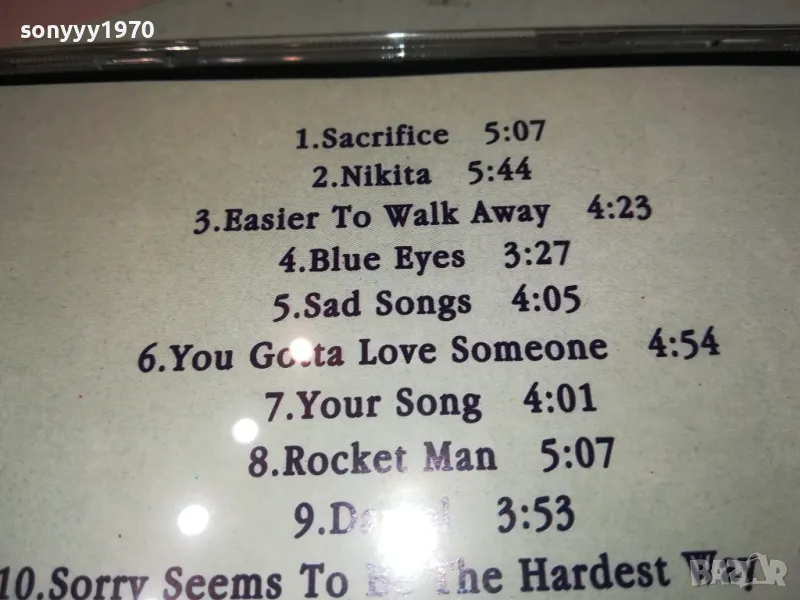 sonyyy1970
1.Sacrifice 5:07
2.Nikita 5:44
3.Easier To Walk Away 4:23
4.Blue Eyes 3:27
5.Sad Songs 4:05
6.You Gotta Love Someone 4:54
7.Your Song 4:01
8.Rocket Man 5:07
9. 3:53
10.Sorry Seems To Be The Hardest
BAZAR